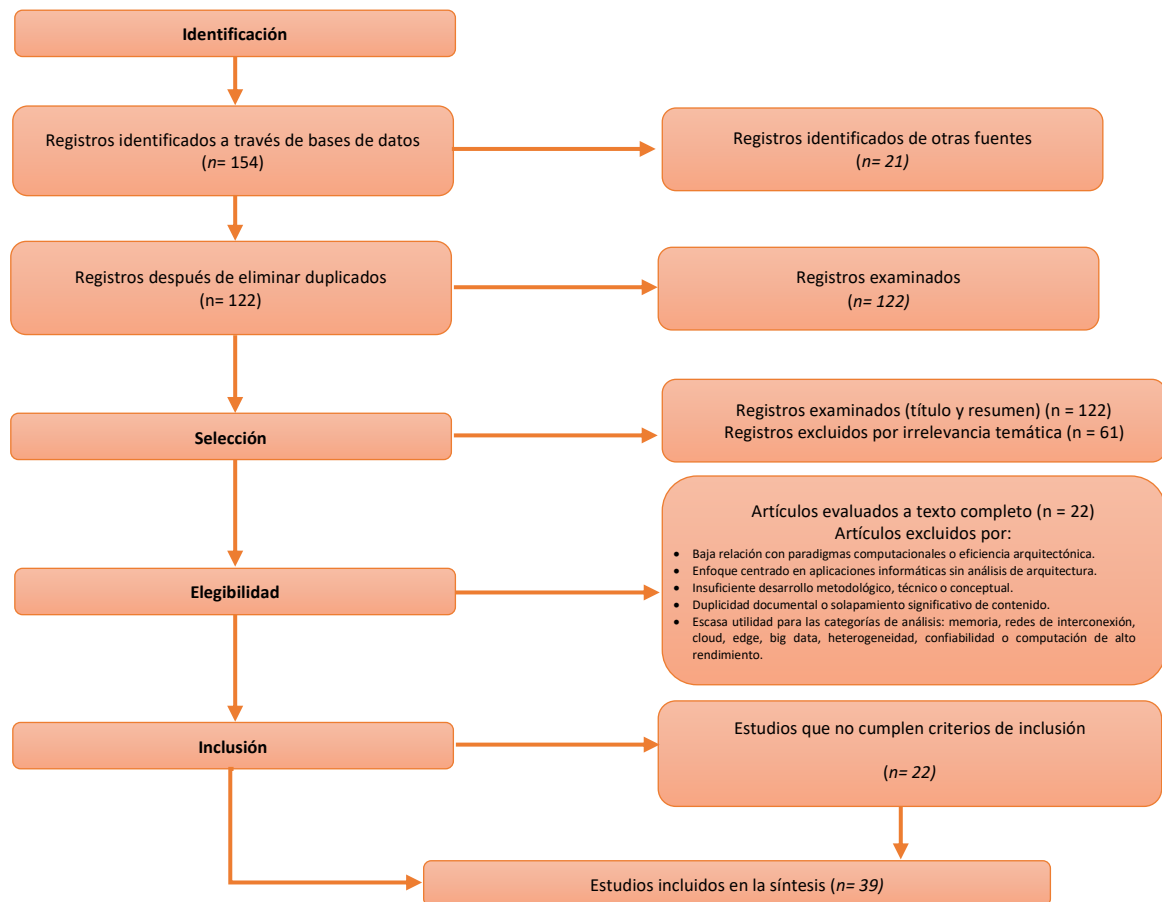 Identificación
Registros identificados a través de bases de datos
(n= 154)
Registros identificados de otras fuentes
(n= 21)
Registros después de eliminar duplicados
(n= 122)
Registros examinados
(n= 122)
Selección
Registros examinados (título y resumen) (n = 122)
Registros excluidos por irrelevancia temática (n = 61)
Elegibilidad
Artículos evaluados a texto completo (n = 22)
Artículos excluidos por:
• Baja relación con paradigmas computacionales o eficiencia arquitectónica.
• Enfoque centrado en aplicaciones informáticas sin análisis de arquitectura.
• Insuficiente desarrollo metodológico, técnico o conceptual.
• Duplicidad documental o solapamiento significativo de contenido.
• Escasa utilidad para las categorías de análisis: memoria, redes de interconexión,
cloud, edge, big data, heterogeneidad, confiabilidad o computación de alto
rendimiento.
Inclusión
Estudios que no cumplen criterios de inclusión
(n= 22)
Estudios incluidos en la síntesis (n= 39)